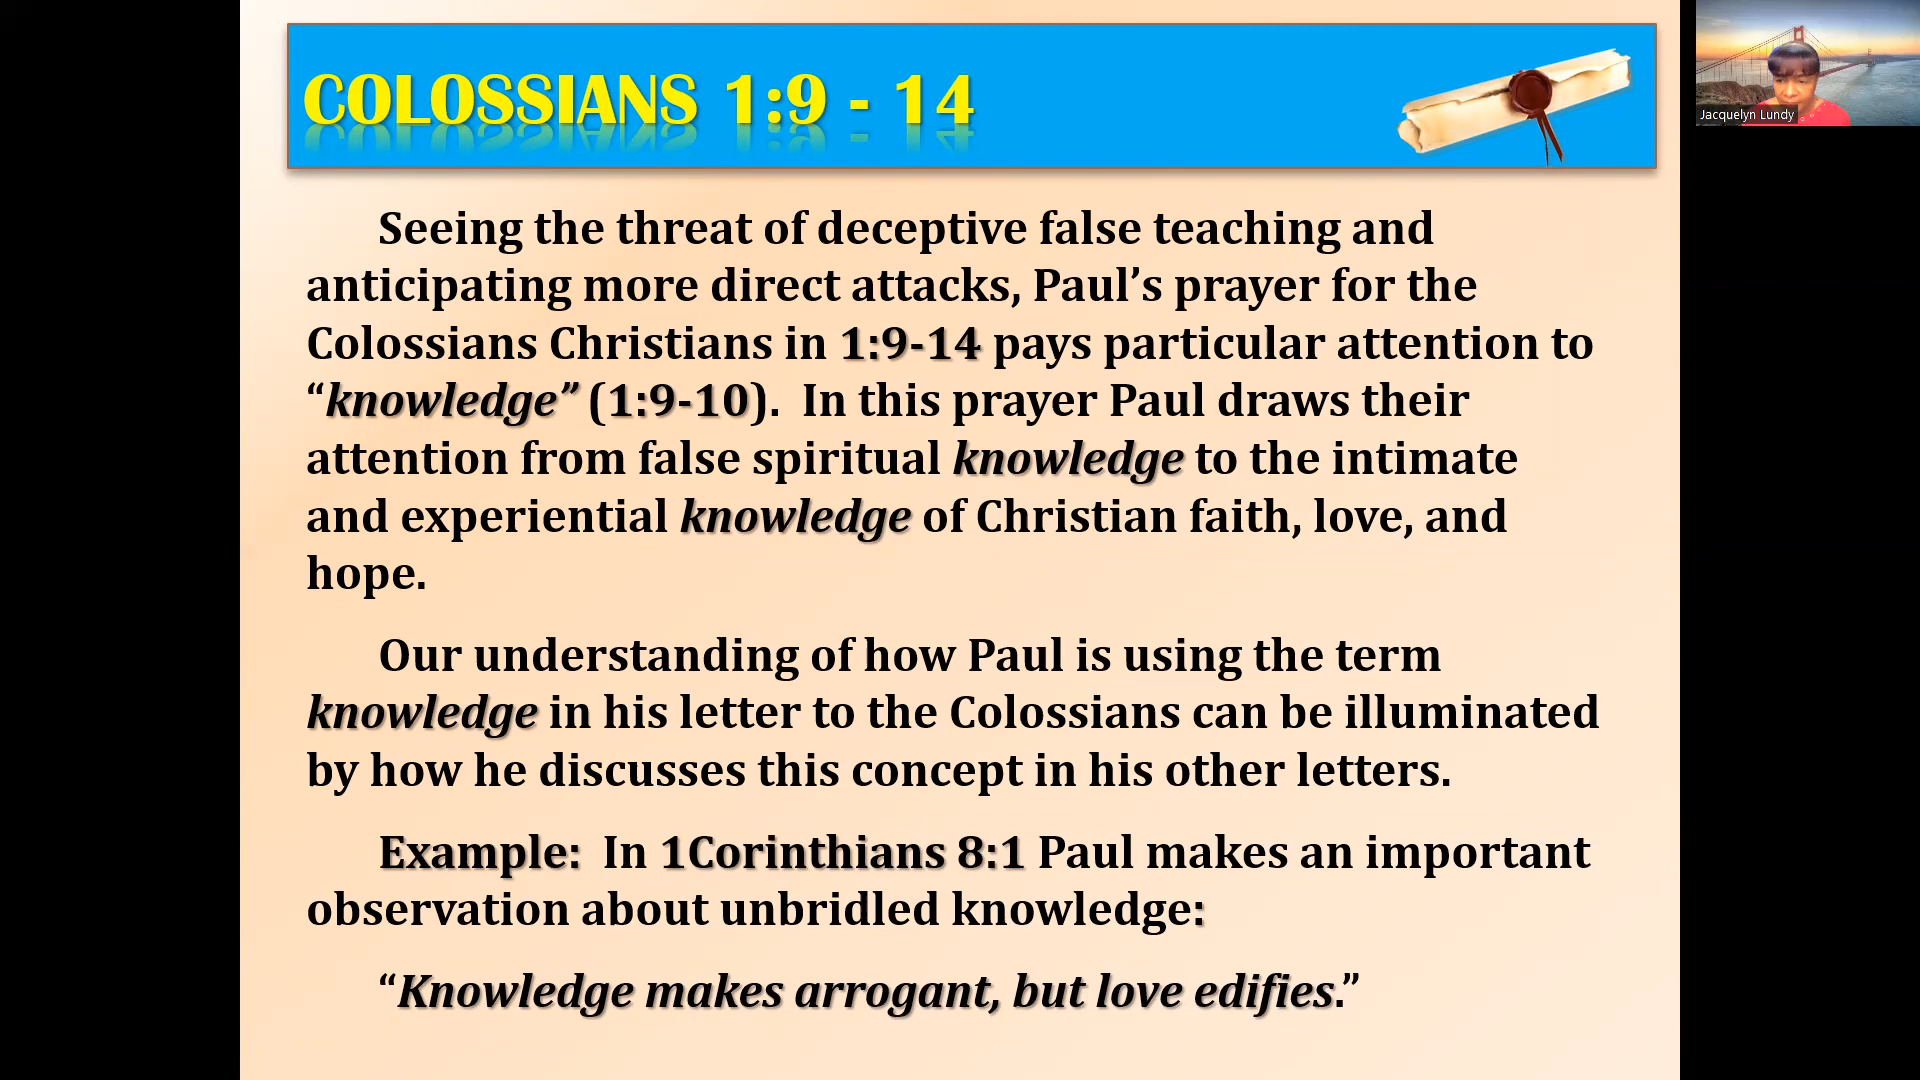 COLOSSIANS 1:9 - 14
Jacquelyn Lundy
Seeing the threat of deceptive false teaching and
anticipating more direct attacks, Paul’s prayer for the
Colossians Christians in 1:9-14 pays particular attention to
“knowledge” (1:9-10).  In this prayer Paul draws their
attention from false spiritual knowledge to the intimate
and experiential knowledge of Christian faith, love, and
hope.
Our understanding of how Paul is using the term
knowledge in his letter to the Colossians can be illuminated
by how he discusses this concept in his other letters.
Example:  In 1Corinthians 8:1 Paul makes an important
observation about unbridled knowledge:
“Knowledge makes arrogant, but love edifies.”